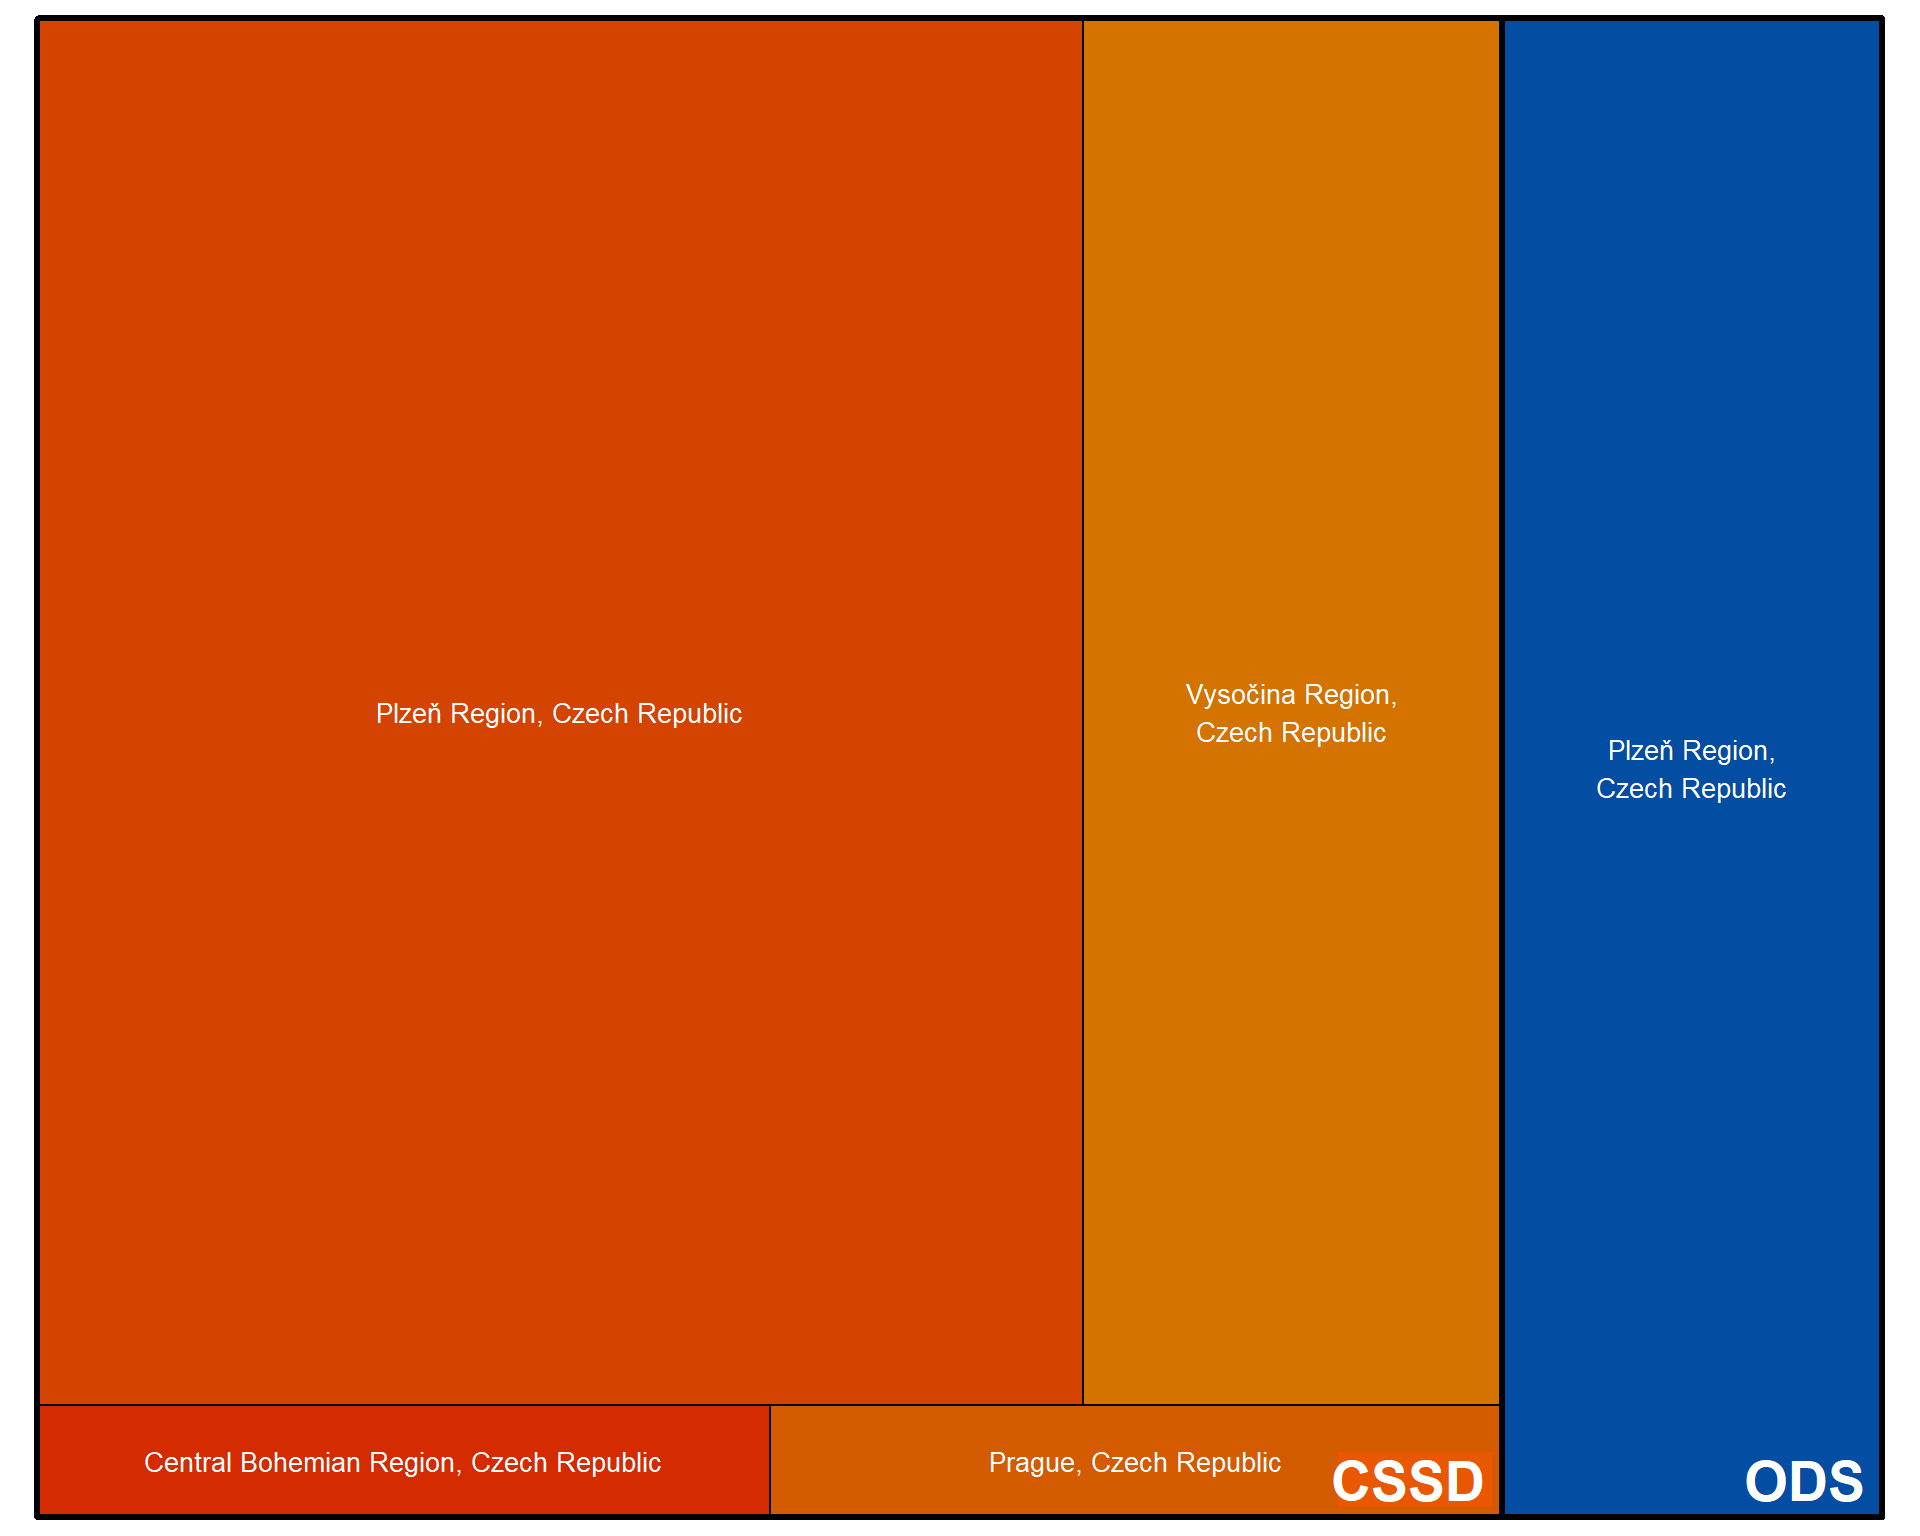 Plzeň Region, Czech Republic
Vysočina Region,
Czech Republic
Plzeň Region,
Czech Republic
Central Bohemian Region, Czech Republic
Prague, Czech Republic
CSSD
ODS